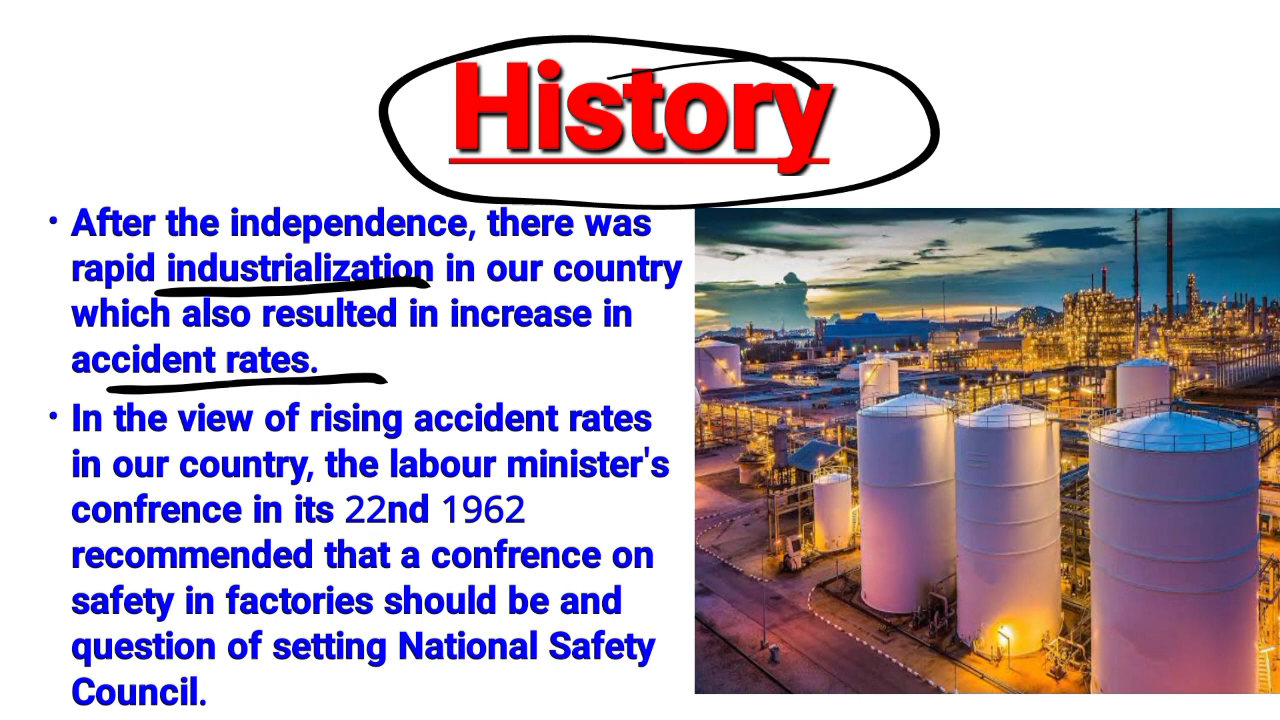 History
• After the independence, there was
rapid industrialization in our country
which also resulted in increase in
accident rates.
• In the view of rising accident rates
in our country, the labour minister's
confrence in its 22nd 1962
recommended that a confrence on
safety in factories should be and
question of setting National Safety
Council.